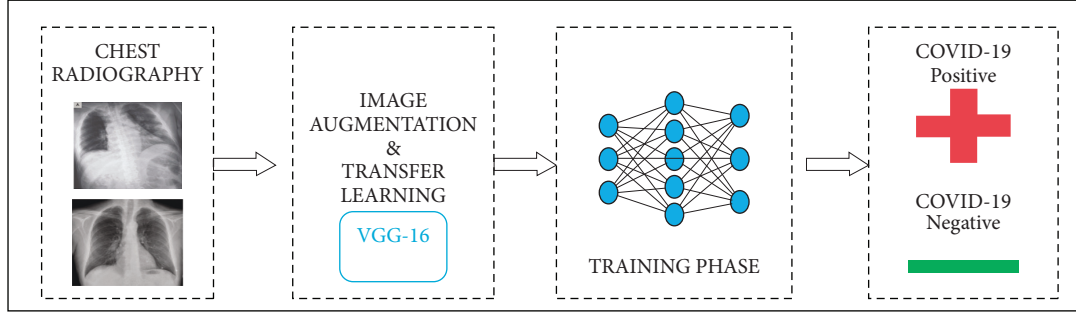 CHEST
RADIOGRAPHY
IMAGE
AUGMENTATION
&
TRANSFER
LEARNING
VGG-16
TRAINING PHASE
COVID-19
Positive
COVID-19
Negative